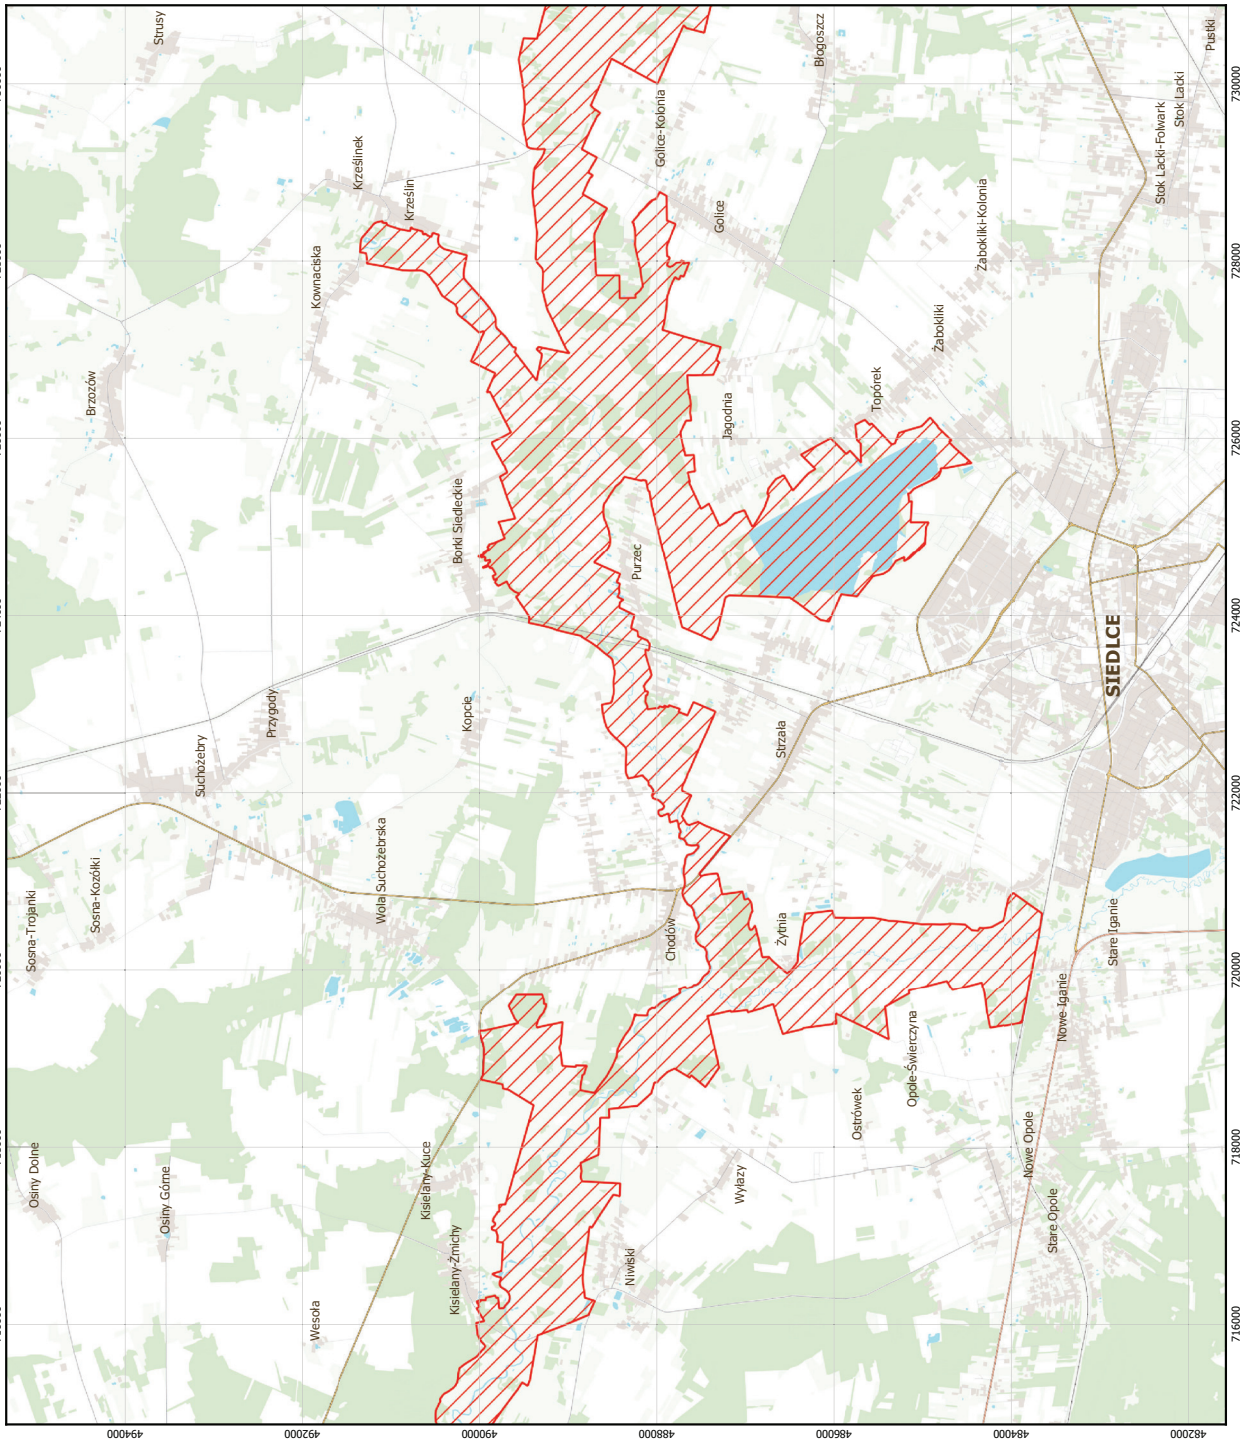 Strusy
Błogoszcz
Pustki
730000
Stok Lacki
Stok Lacki-Folwark
Golice-Kolonia
Krześlinek
Krześlin
Golice
Żabokliki-Kolonia
728000
Kownaciska
Żabokliki
Brzozów
Topórek
Jagodnia
726000
Borki Siedleckie
Purzec
724000
SIEDLCE
Przygody
Kopcie
Strzała
Suchożebry
722000
Wola Suchożebrska
Sosna-Kozółki
Sosna-Trojanki
Chodów
Żytnia
Stare Iganie
720000
Nowe Iganie
Opole-Świerczyna
Ostrówek
Osiny Dolne
Osiny Górne
Kisielany-Kuce
Wyłazy
Nowe Opole
718000
Stare Opole
Kisielany-Żmichy
Niwiski
Wesoła
716000
494000
492000
490000
488000
486000
484000
482000